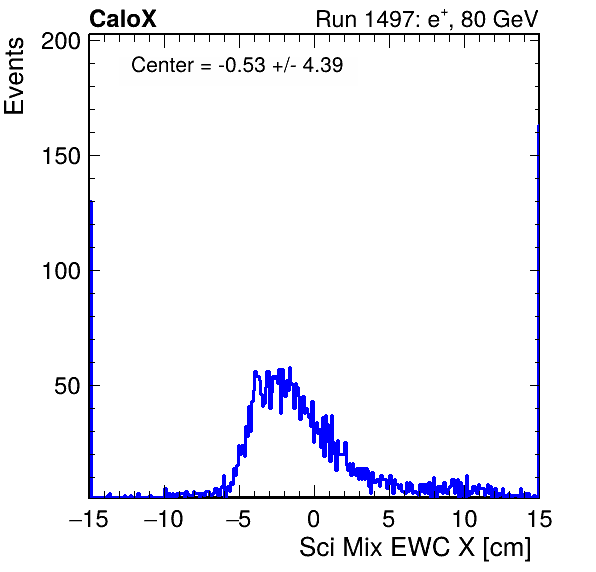 CaloX Run 1497: e⁺, 80 GeV
Center = -0.53 +/- 4.39
Events
200
150
100
50
−15 −10 −5 0 5 10 15
Sci Mix EWC X [cm]